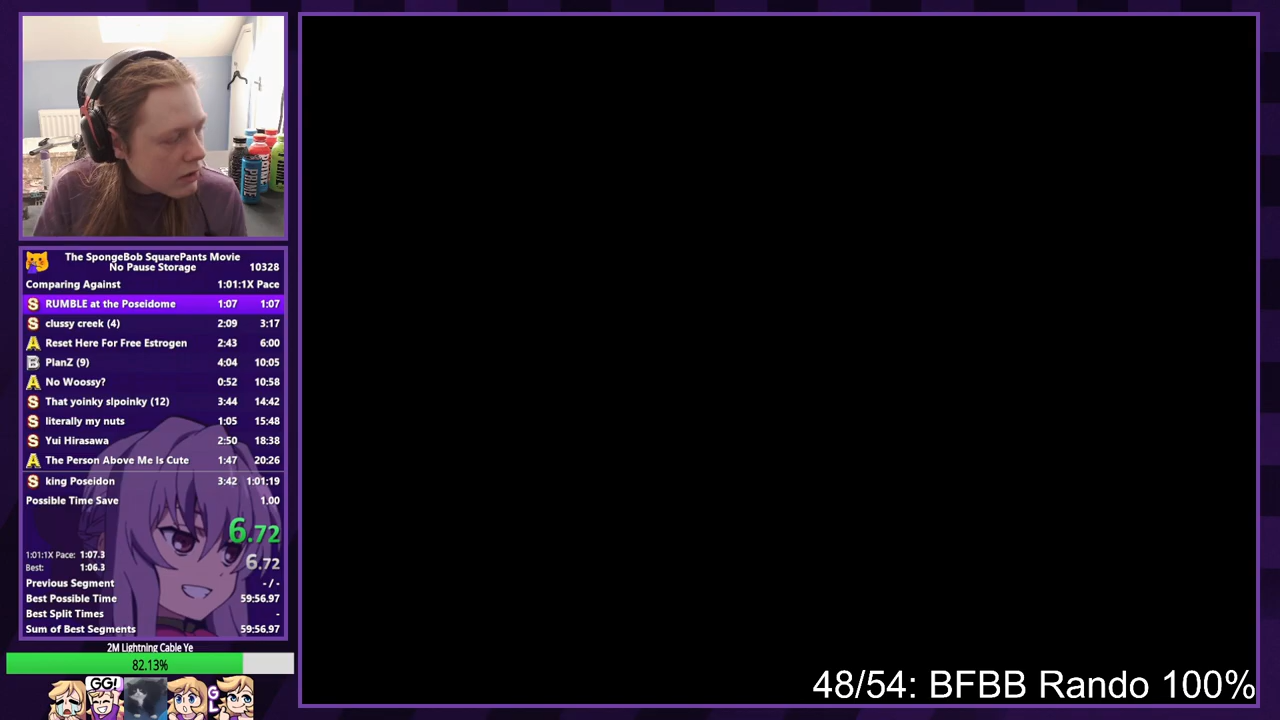 PRIME
The SpongeBob SquarePants Movie
No Pause Storage 10328
Comparing Against 1:01:1X Pace
S RUMBLE at the Poseidome 1:07 1:07
S clussy creek (4) 2:09 3:17
A Reset Here For Free Estrogen 2:43 6:00
B PlanZ (9) 4:04 10:05
A No Woossy? 0:52 10:58
S That yoinky slpoinky (12) 3:44 14:42
S literally my nuts 1:05 15:48
S Yui Hirasawa 2:50 18:38
A The Person Above Me Is Cute 1:47 20:26
S king Poseidon 3:42 1:01:19
Possible Time Save 1.00
6.72
1:01:1X Pace: 1:07.3
Best: 1:06.3
6.72
Previous Segment - / -
Best Possible Time 59:56.97
Best Split Times -
Sum of Best Segments 59:56.97
2M Lightning Cable Ye
82.13%
GG!
GL
48/54: BFBB Rando 100%